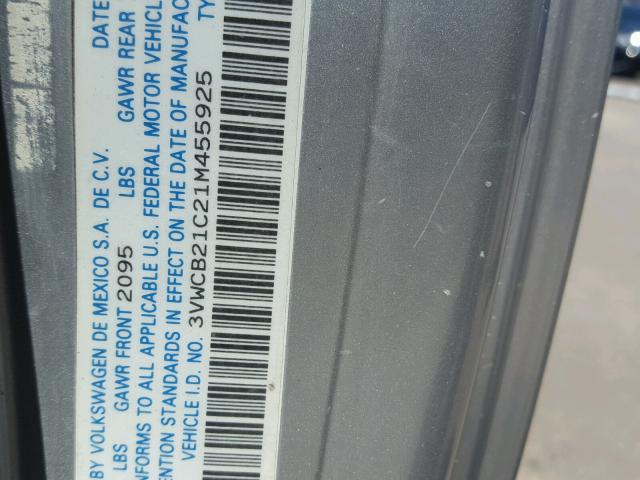 BY VOLKSWAGEN DE MEXICO S.A. DE C.V. DATE
LBS GAWR FRONT 2095 LBS GAWR REAR
NFORMS TO ALL APPLICABLE U.S. FEDERAL MOTOR VEHICL
ENTION STANDARDS IN EFFECT ON THE DATE OF MANUFAC
VEHICLE I.D. NO. 3VWCB21C21M455925 TY